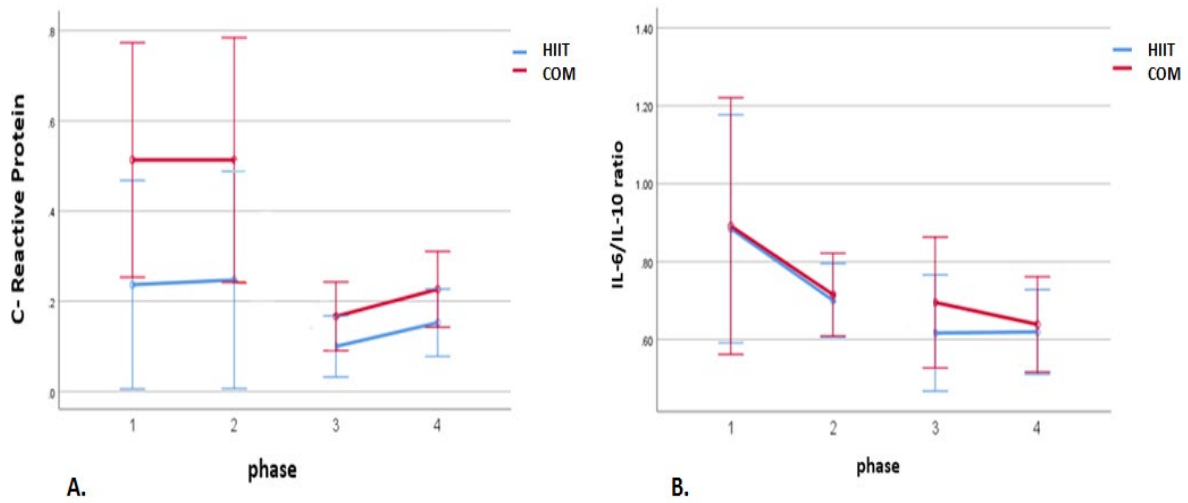 C- Reactive Protein
.8
.6
.4
.2
.0
1 2 3 4
phase
A.
HIIT
COM
IL-6/IL-10 ratio
1.40
1.20
1.00
.80
.60
1 2 3 4
phase
B.
HIIT
COM